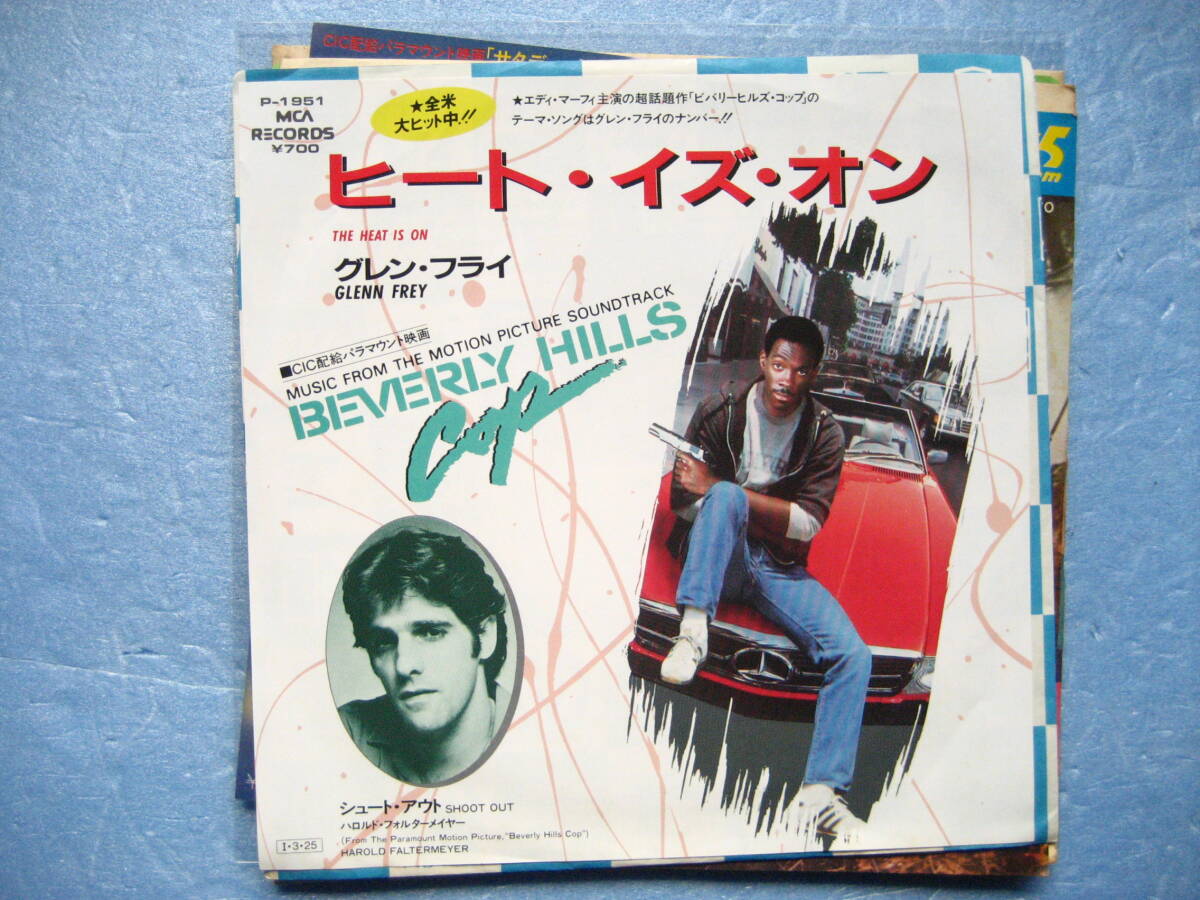 CIC配給パラマウント映画「サタデ
P-1951
MCA
RECORDS
¥700
★全米
大ヒット中!!
★エディ・マーフィ主演の超話題作「ビバリーヒルズ・コップ」の
テーマ・ソングはグレン・フライのナンバー!!
ヒート・イズ・オン
THE HEAT IS ON
グレン・フライ
GLENN FREY
■CIC配給パラマウント映画
MUSIC FROM THE MOTION PICTURE SOUNDTRACK
BEVERLY HILLS
Cop
シュート・アウト SHOOT OUT
ハロルド・フォルターメイヤー
(From The Paramount Motion Picture, "Beverly Hills Cop")
HAROLD FALTERMEYER
I・3・25